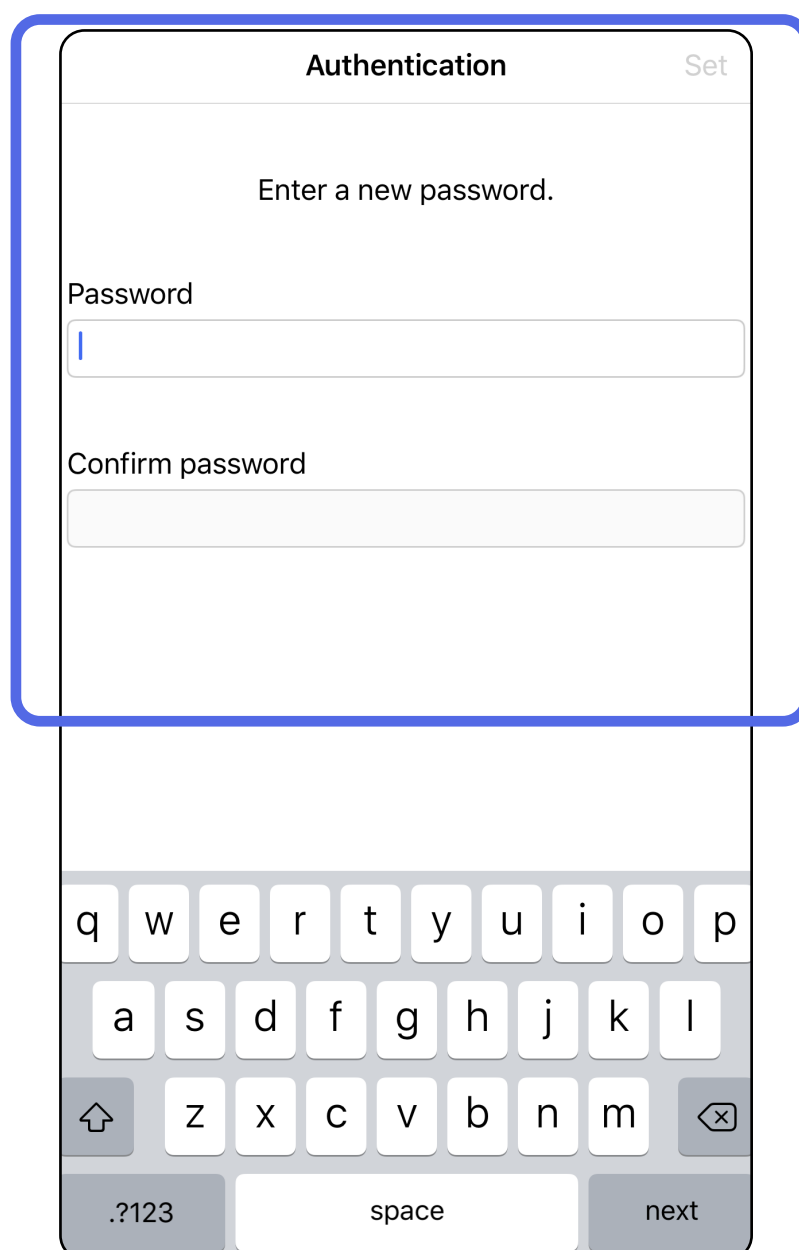 Authentication Set
Enter a new password.
Password
Confirm password
q w e r t y u i o p
a s d f g h j k l
z x c v b n m
.?123 space next